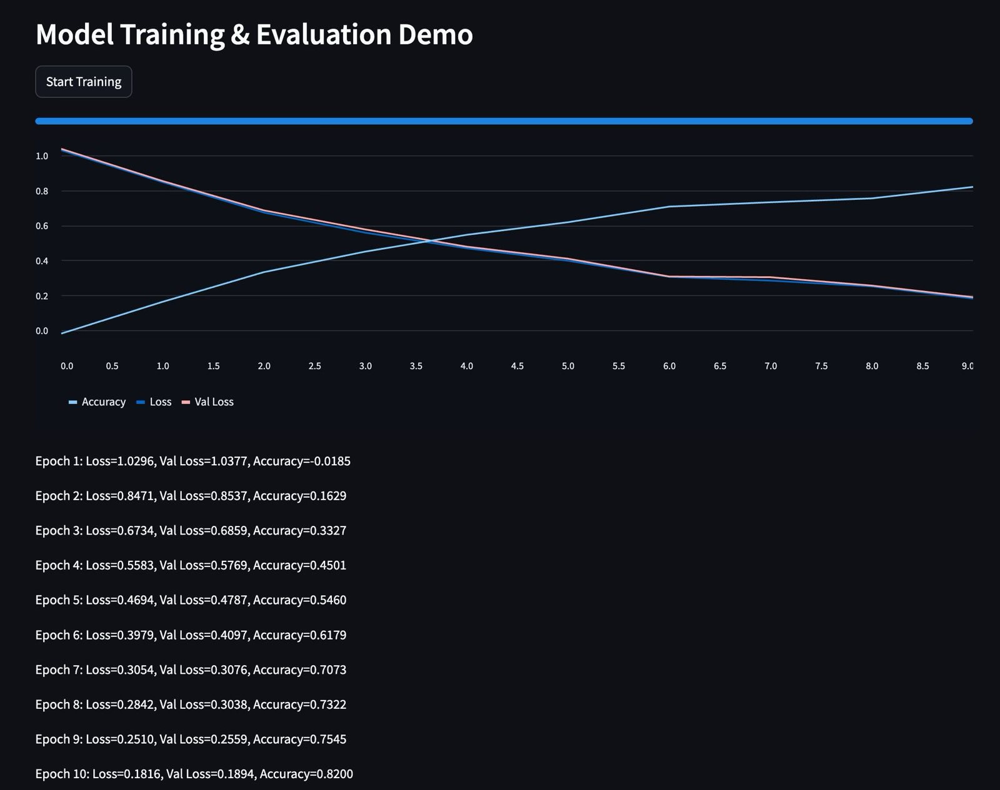 Model Training & Evaluation Demo
Start Training
1.0
0.8
0.6
0.4
0.2
0.0
0.0 0.5 1.0 1.5 2.0 2.5 3.0 3.5 4.0 4.5 5.0 5.5 6.0 6.5 7.0 7.5 8.0 8.5 9.0
Accuracy Loss Val Loss
Epoch 1: Loss=1.0296, Val Loss=1.0377, Accuracy=-0.0185
Epoch 2: Loss=0.8471, Val Loss=0.8537, Accuracy=0.1629
Epoch 3: Loss=0.6734, Val Loss=0.6859, Accuracy=0.3327
Epoch 4: Loss=0.5583, Val Loss=0.5769, Accuracy=0.4501
Epoch 5: Loss=0.4694, Val Loss=0.4787, Accuracy=0.5460
Epoch 6: Loss=0.3979, Val Loss=0.4097, Accuracy=0.6179
Epoch 7: Loss=0.3054, Val Loss=0.3076, Accuracy=0.7073
Epoch 8: Loss=0.2842, Val Loss=0.3038, Accuracy=0.7322
Epoch 9: Loss=0.2510, Val Loss=0.2559, Accuracy=0.7545
Epoch 10: Loss=0.1816, Val Loss=0.1894, Accuracy=0.8200